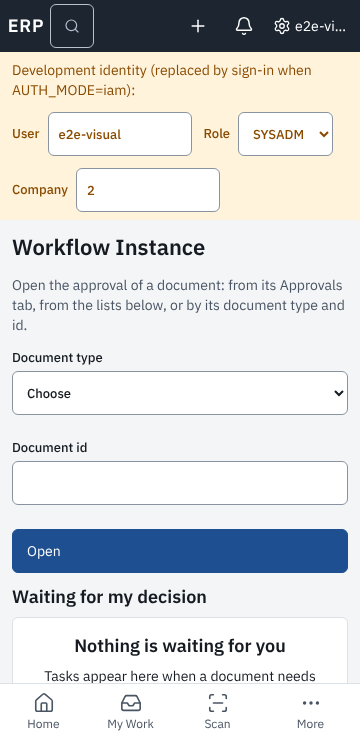 ERP
e2e-vi...
Development identity (replaced by sign-in when
AUTH_MODE=iam):
User e2e-visual Role SYSADM
Company 2
Workflow Instance
Open the approval of a document: from its Approvals
tab, from the lists below, or by its document type and
id.
Document type
Choose
Document id
Open
Waiting for my decision
Nothing is waiting for you
Tasks appear here when a document needs
Home My Work Scan More